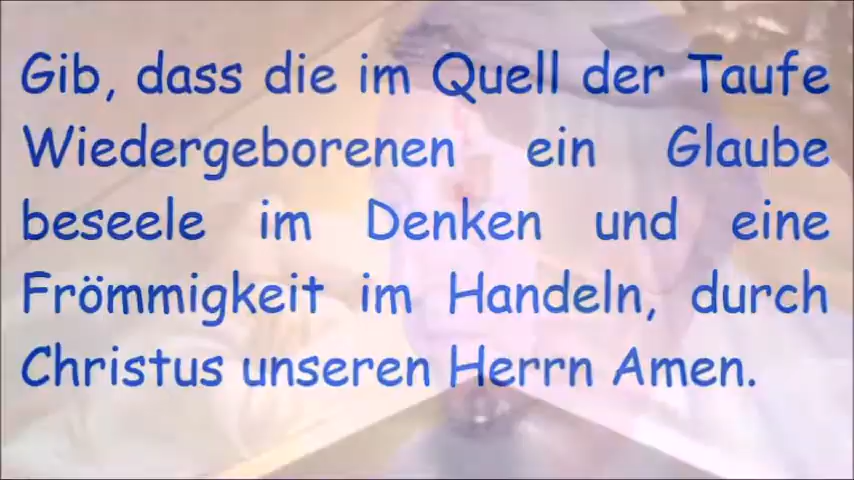 Gib, dass die im Quell der Taufe
Wiedergeborenen ein Glaube
beseele im Denken und eine
Frömmigkeit im Handeln, durch
Christus unseren Herrn Amen.